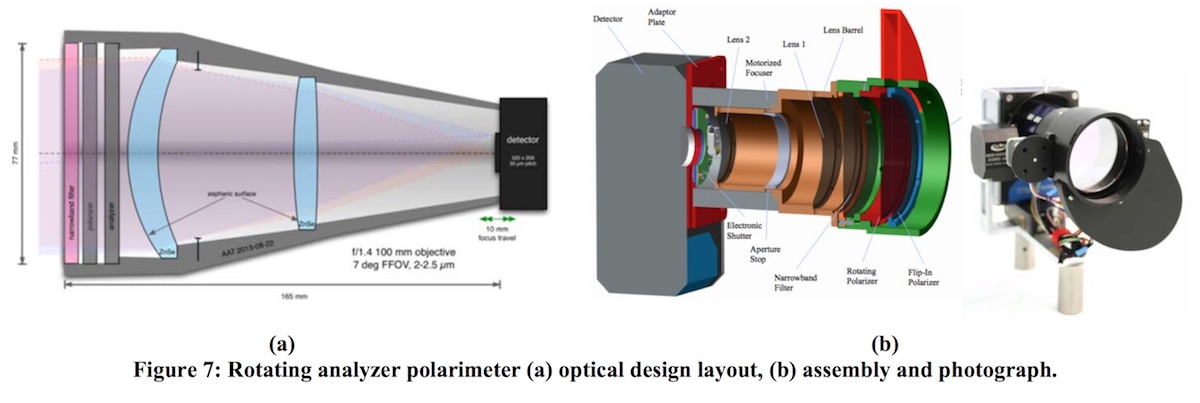 77 mm
narrowband filter
polarizer
analyzer
aspheric surface
ZnSe
ZnSe
AAT 2013-08-22
detector
320 x 256
30 µm pitch
10 mm
focus travel
f/1.4 100 mm objective
7 deg FFOV, 2-2.5 µm
165 mm
Detector
Adaptor
Plate
Lens 2
Motorized
Focuser
Lens 1
Lens Barrel
Electronic
Shutter
Aperture
Stop
Narrowband
Filter
Rotating
Polarizer
Flip-In
Polarizer
(a)
(b)
Figure 7: Rotating analyzer polarimeter (a) optical design layout, (b) assembly and photograph.